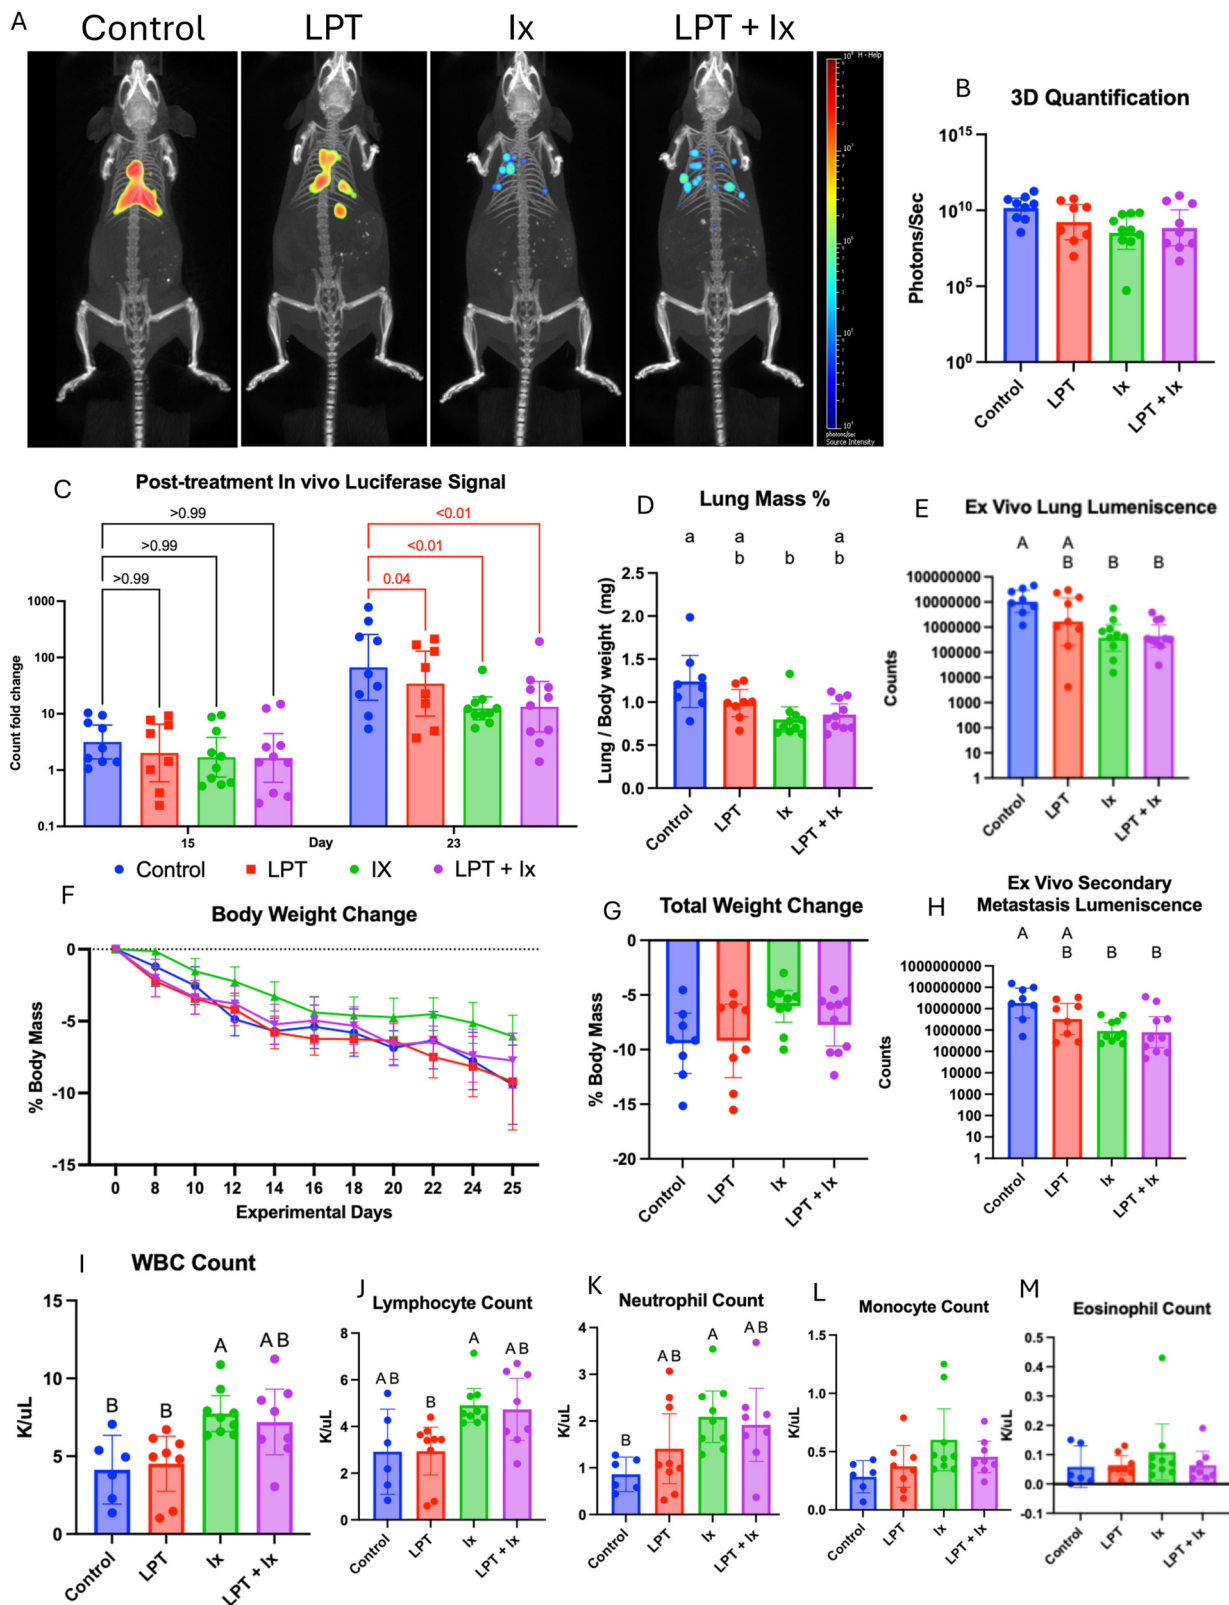 A
Control
LPT
Ix
LPT + Ix
H - Help
photons/sec
Source Intensity
B
3D Quantification
Photons/Sec
10^15
10^10
10^5
10^0
Control
LPT
Ix
LPT + Ix
C
Post-treatment In vivo Luciferase Signal
>0.99
>0.99
>0.99
<0.01
<0.01
0.04
Count fold change
1000
100
10
1
0.1
15
Day
23
Control
LPT
IX
LPT + Ix
D
Lung Mass %
a
a
b
b
a
b
Lung / Body weight (mg)
2.5
2.0
1.5
1.0
0.5
0.0
Control
LPT
Ix
LPT + Ix
E
Ex Vivo Lung Lumeniscence
A
A
B
B
B
Counts
100000000
10000000
1000000
100000
10000
1000
100
10
1
Control
LPT
Ix
LPT + Ix
F
Body Weight Change
% Body Mass
0
-5
-10
-15
0 8 10 12 14 16 18 20 22 24 25
Experimental Days
G
Total Weight Change
% Body Mass
0
-5
-10
-15
-20
Control
LPT
Ix
LPT + Ix
H
Ex Vivo Secondary
Metastasis Lumeniscence
A
A
B
B
B
Counts
1000000000
100000000
10000000
1000000
100000
10000
1000
100
10
1
Control
LPT
Ix
LPT + Ix
I
WBC Count
K/uL
15
10
5
0
B
B
A
A B
Control
LPT
Ix
LPT + Ix
J
Lymphocyte Count
K/uL
8
6
4
2
0
A B
B
A
A B
Control
LPT
Ix
LPT + Ix
K
Neutrophil Count
K/uL
4
3
2
1
0
B
A B
A
A B
Control
LPT
Ix
LPT + Ix
L
Monocyte Count
K/uL
1.5
1.0
0.5
0.0
Control
LPT
Ix
LPT + Ix
M
Eosinophil Count
K/uL
0.5
0.4
0.3
0.2
0.1
0.0
-0.1
Control
LPT
Ix
LPT + Ix